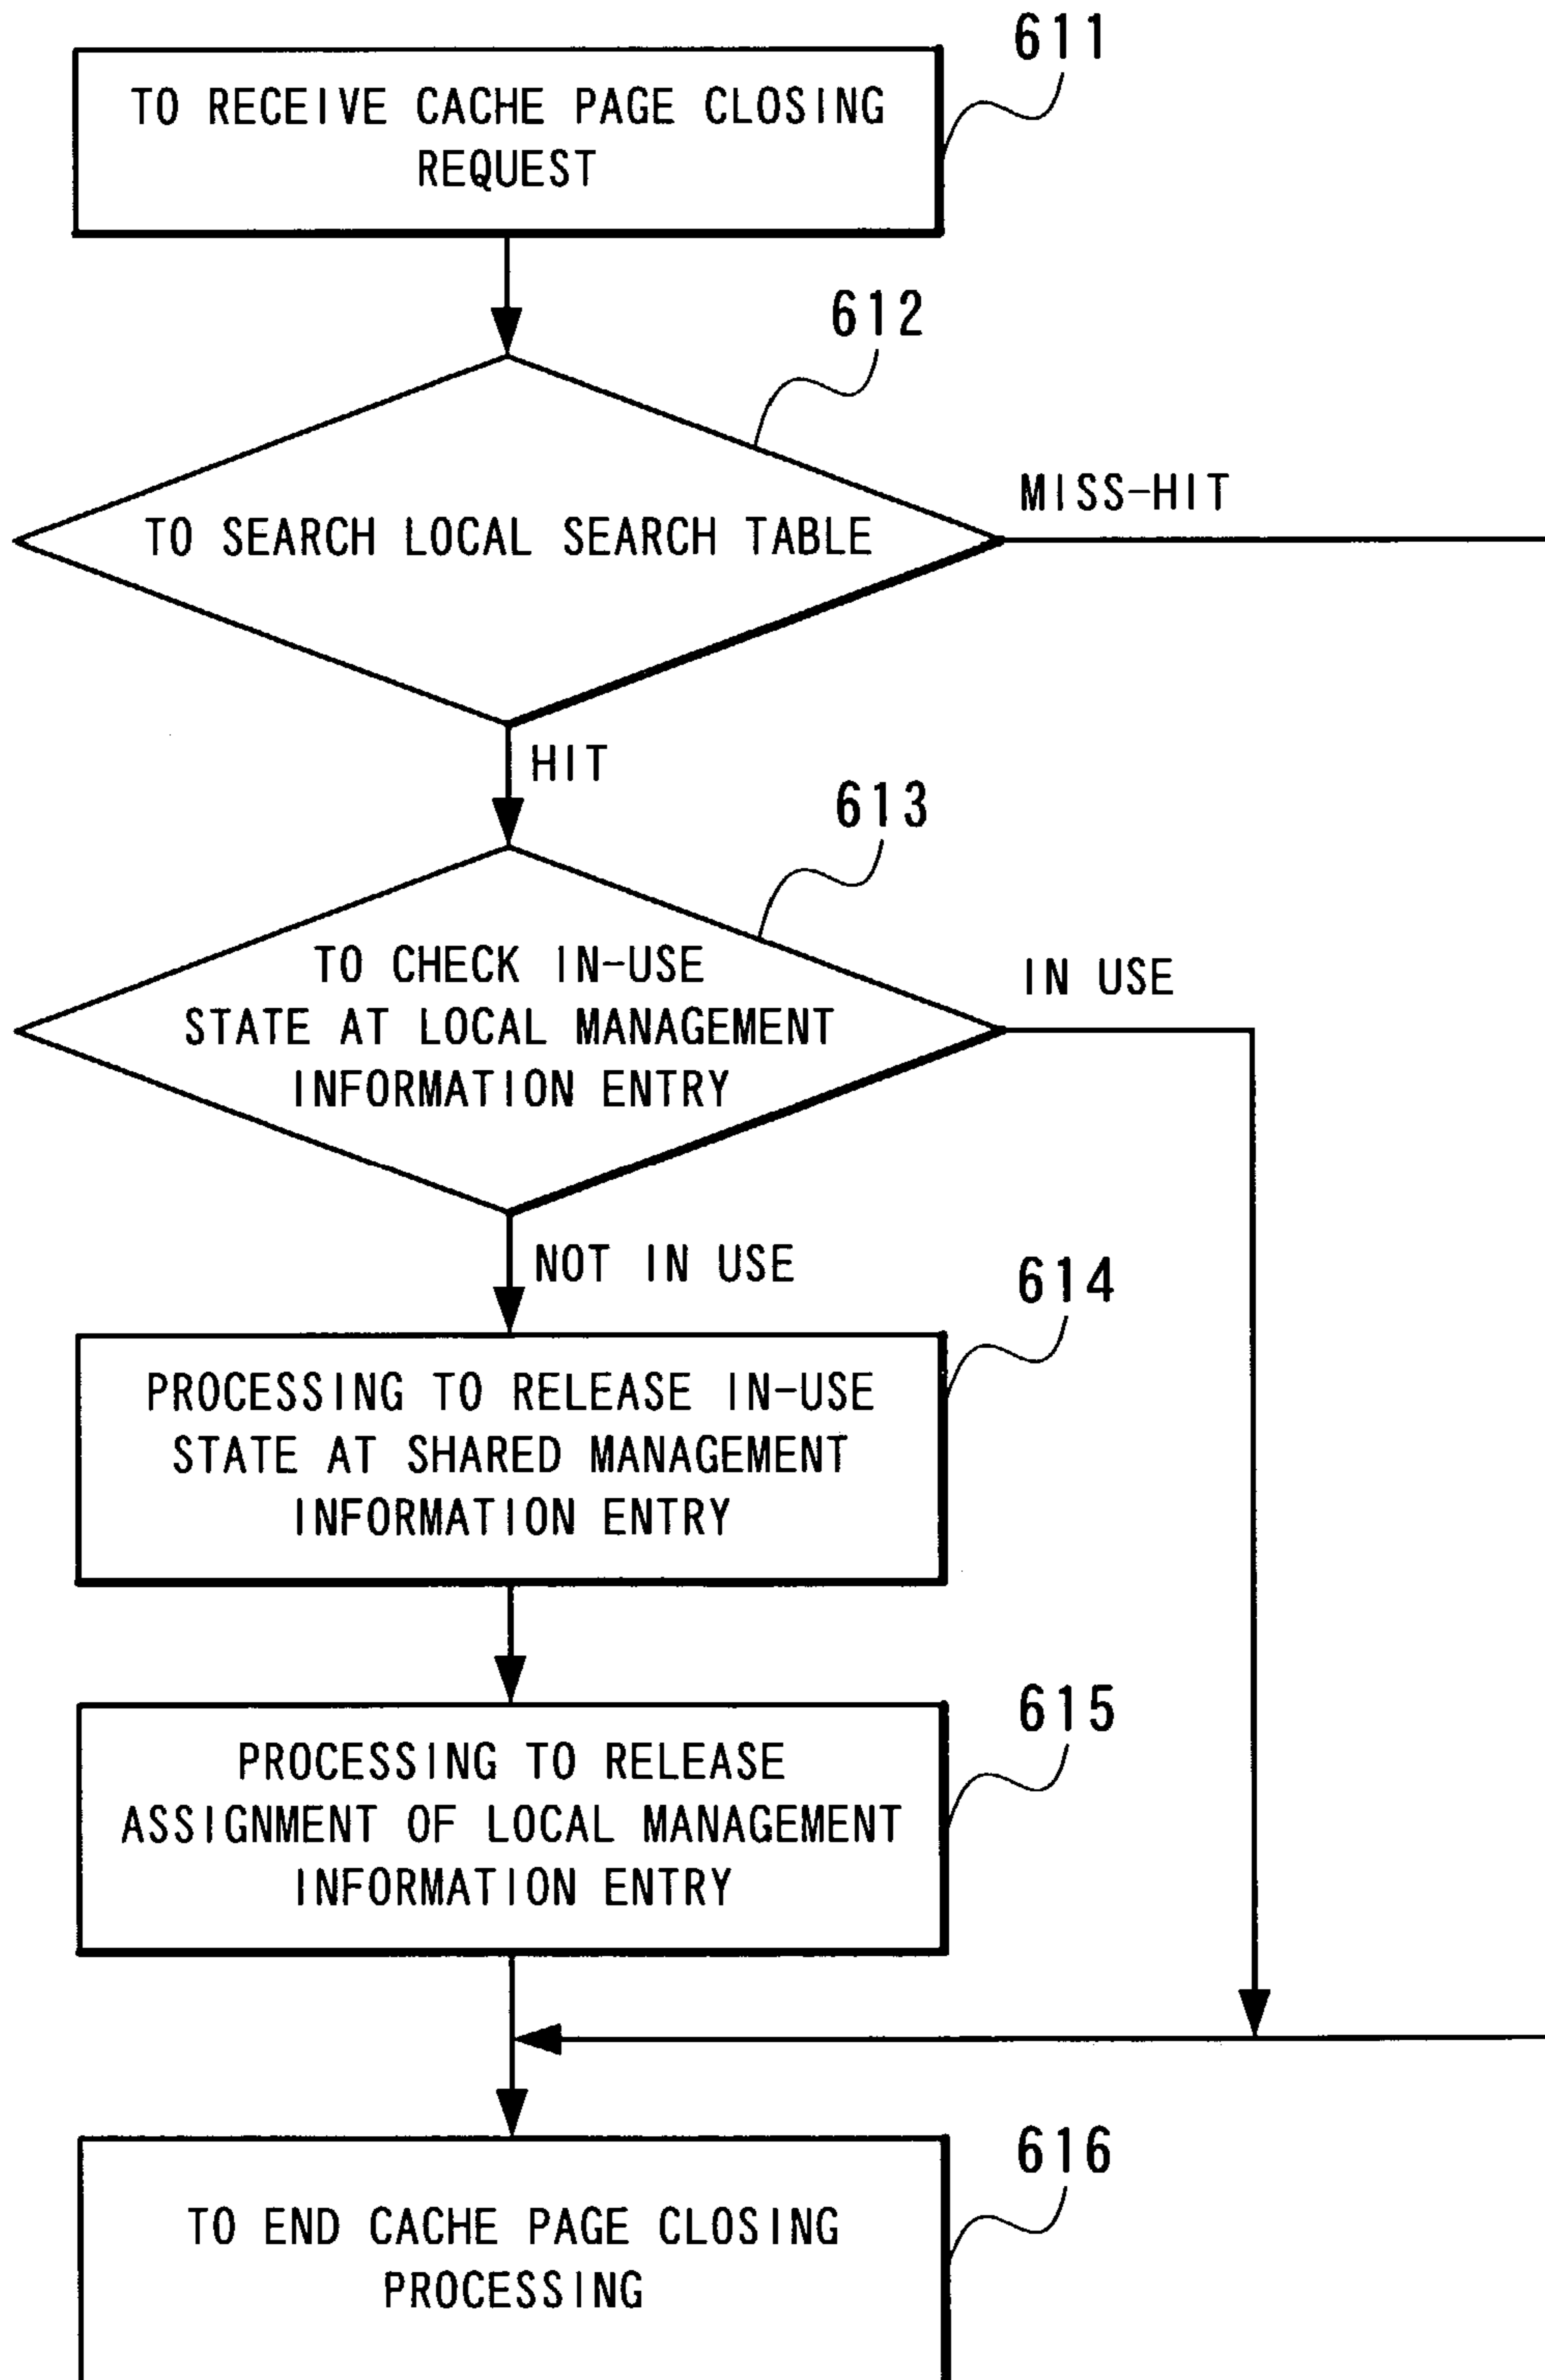 611
TO RECEIVE CACHE PAGE CLOSING
REQUEST
612
MISS-HIT
TO SEARCH LOCAL SEARCH TABLE
HIT
613
TO CHECK IN-USE
IN USE
STATE AT LOCAL MANAGEMENT
INFORMATION ENTRY
NOT IN USE
614
PROCESSING TO RELEASE IN-USE
STATE AT SHARED MANAGEMENT
INFORMATION ENTRY
615
PROCESSING TO RELEASE
ASSIGNMENT OF LOCAL MANAGEMENT
INFORMATION ENTRY
616
TO END CACHE PAGE CLOSING
PROCESSING